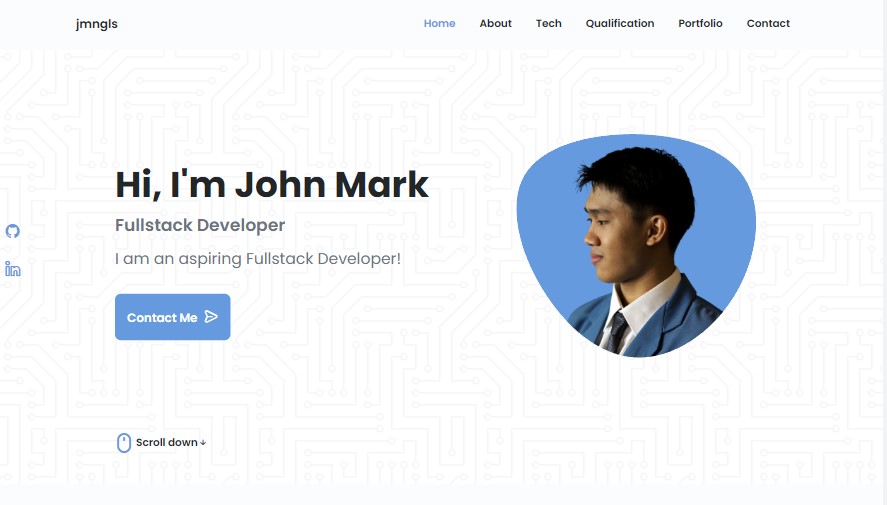 jmngls
Home About Tech Qualification Portfolio Contact
Hi, I'm John Mark
Fullstack Developer
I am an aspiring Fullstack Developer!
Contact Me
Scroll down